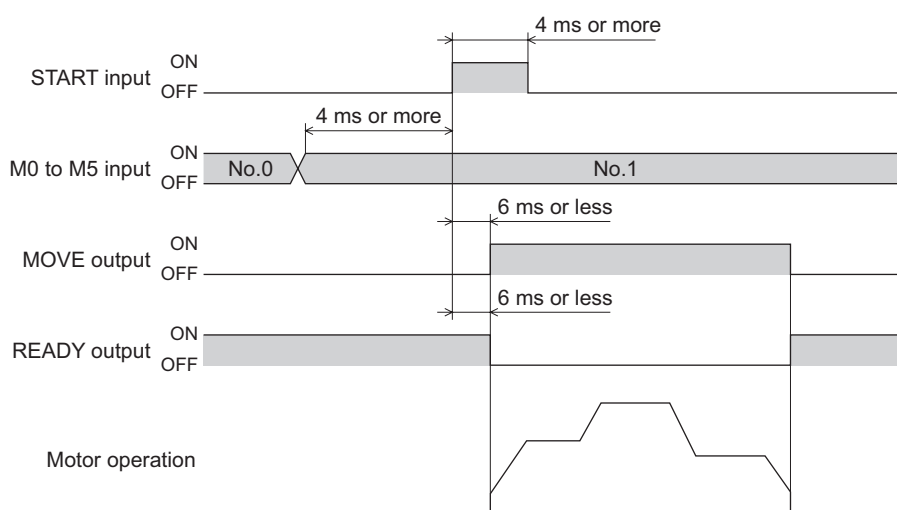 4 ms or more
ON
START input
OFF
4 ms or more
ON
M0 to M5 input
No.0
No.1
OFF
6 ms or less
ON
MOVE output
OFF
6 ms or less
ON
READY output
OFF
Motor operation